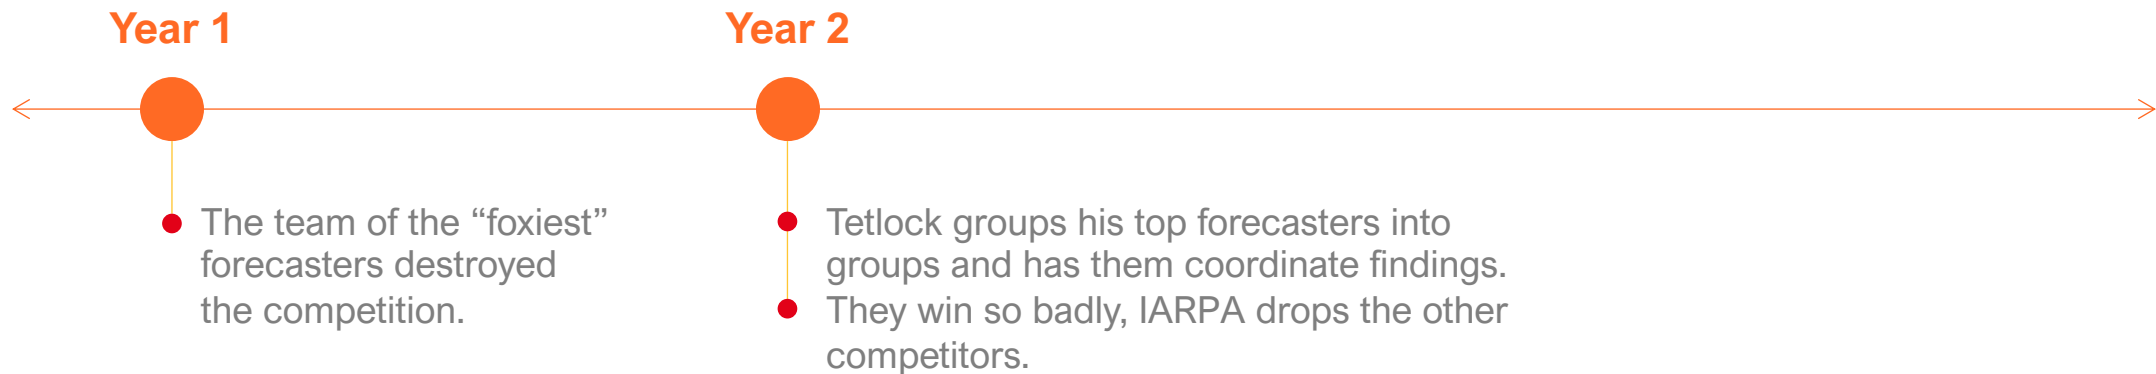 Year 1
Year 2
The team of the “foxiest”
forecasters destroyed
the competition.
Tetlock groups his top forecasters into
groups and has them coordinate findings.
They win so badly, IARPA drops the other
competitors.